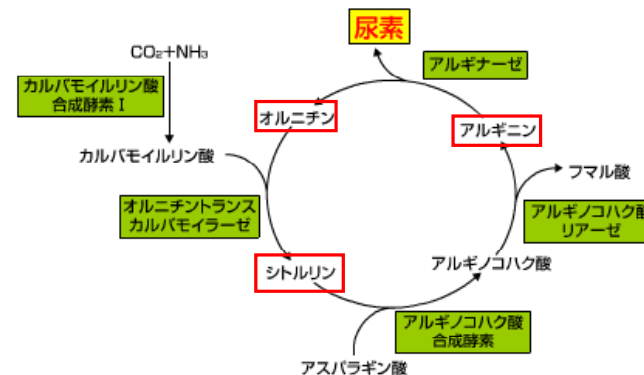 尿素
CO₂+NH₃
アルギナーゼ
カルバモイルリン酸
合成酵素Ⅰ
オルニチン
アルギニン
カルバモイルリン酸
フマル酸
オルニチントランス
カルバモイラーゼ
アルギノコハク酸
リアーゼ
シトルリン
アルギノコハク酸
アルギノコハク酸
合成酵素
アスパラギン酸